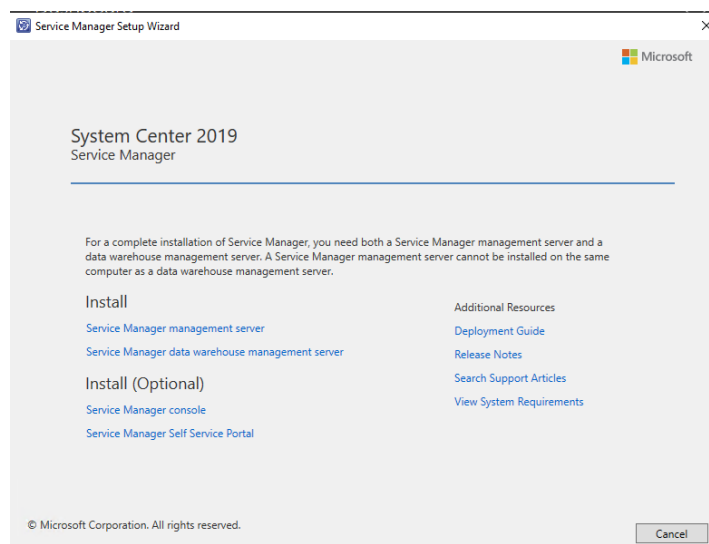 Service Manager Setup Wizard
Microsoft
System Center 2019
Service Manager
For a complete installation of Service Manager, you need both a Service Manager management server and a
data warehouse management server. A Service Manager management server cannot be installed on the same
computer as a data warehouse management server.
Install
Service Manager management server
Service Manager data warehouse management server
Install (Optional)
Service Manager console
Service Manager Self Service Portal
Additional Resources
Deployment Guide
Release Notes
Search Support Articles
View System Requirements
© Microsoft Corporation. All rights reserved.
Cancel